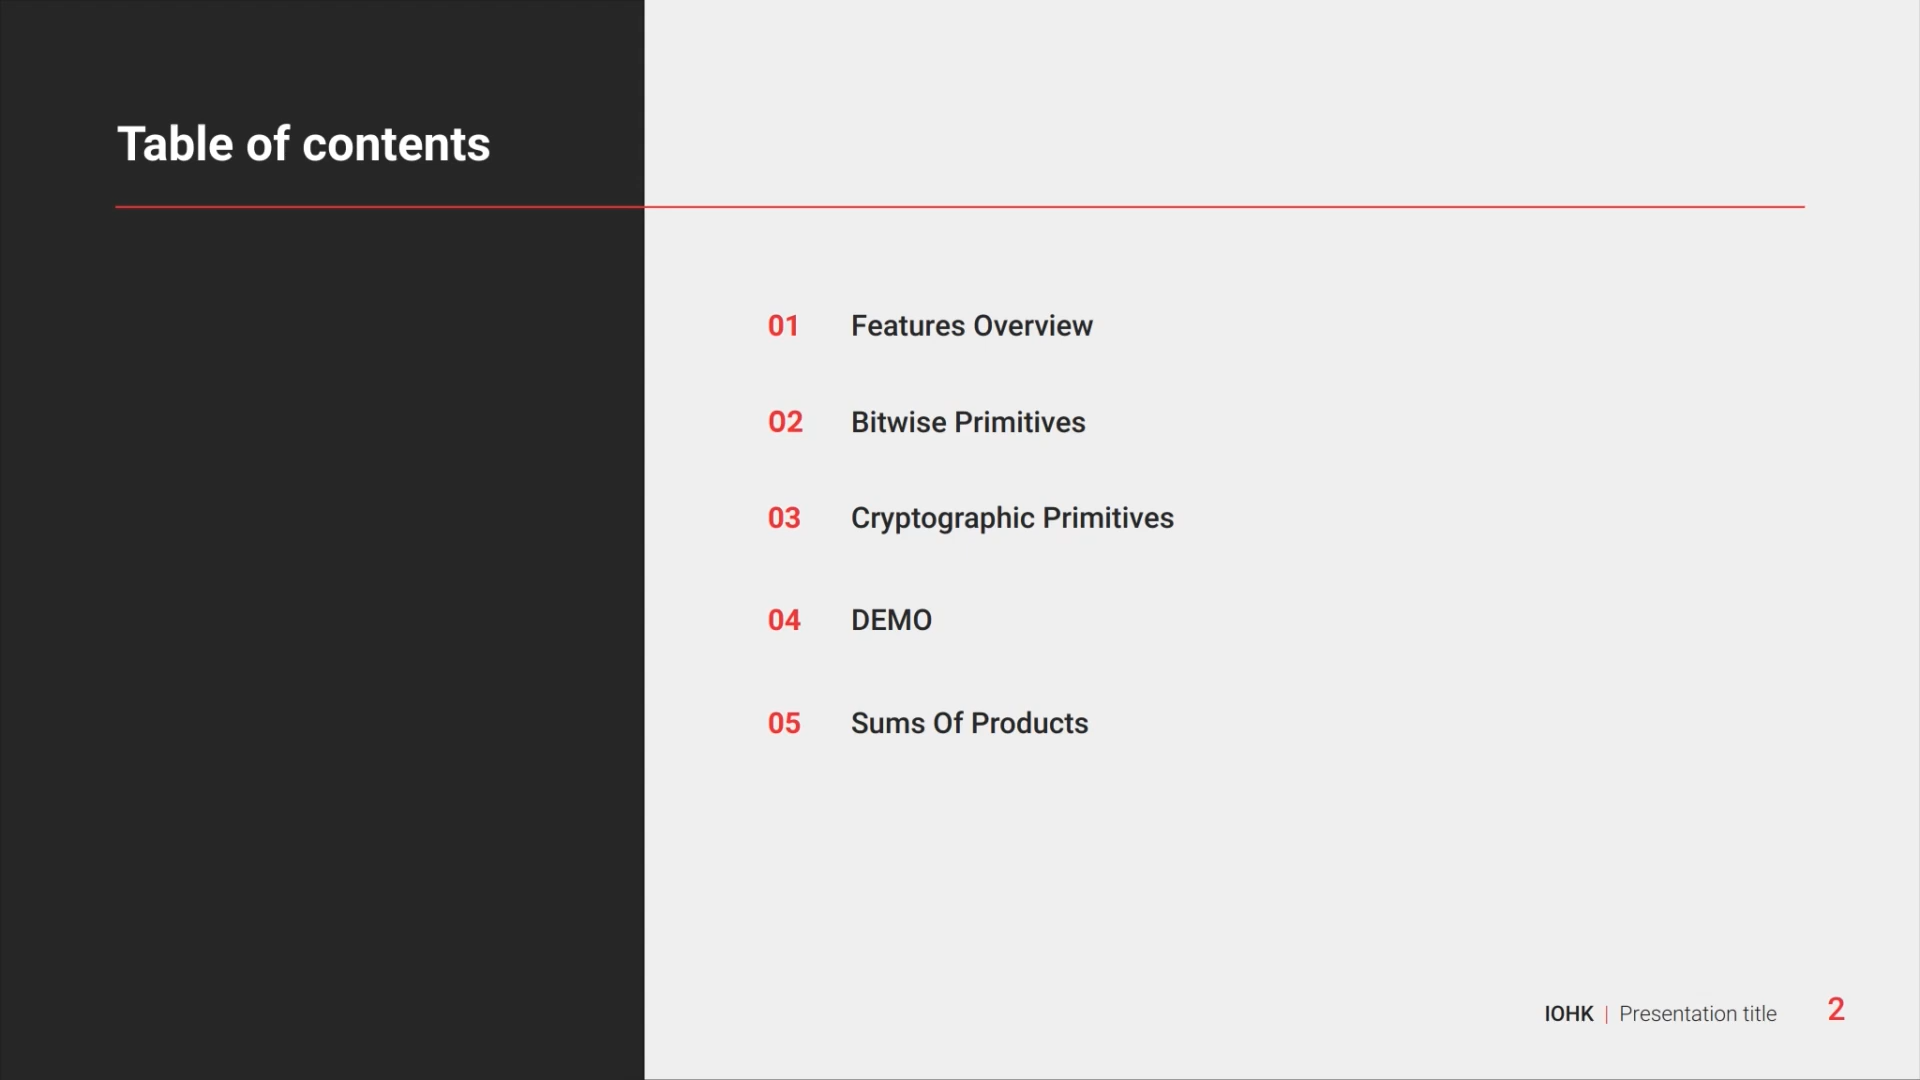 Table of contents
01 Features Overview
02 Bitwise Primitives
03 Cryptographic Primitives
04 DEMO
05 Sums Of Products
IOHK | Presentation title 2